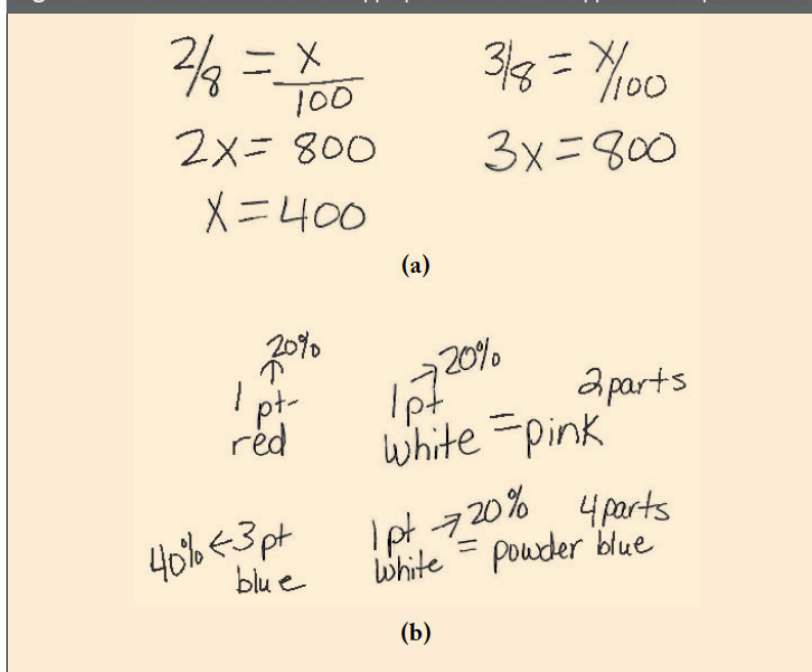 2/8 = x/100
3/8 = x/100
2x = 800
3x = 800
x = 400
(a)
20%
↑
1 pt-
red
1 pt → 20%
white = pink
2 parts
40% ← 3 pt
blue
1 pt → 20%
white = powder blue
4 parts
(b)